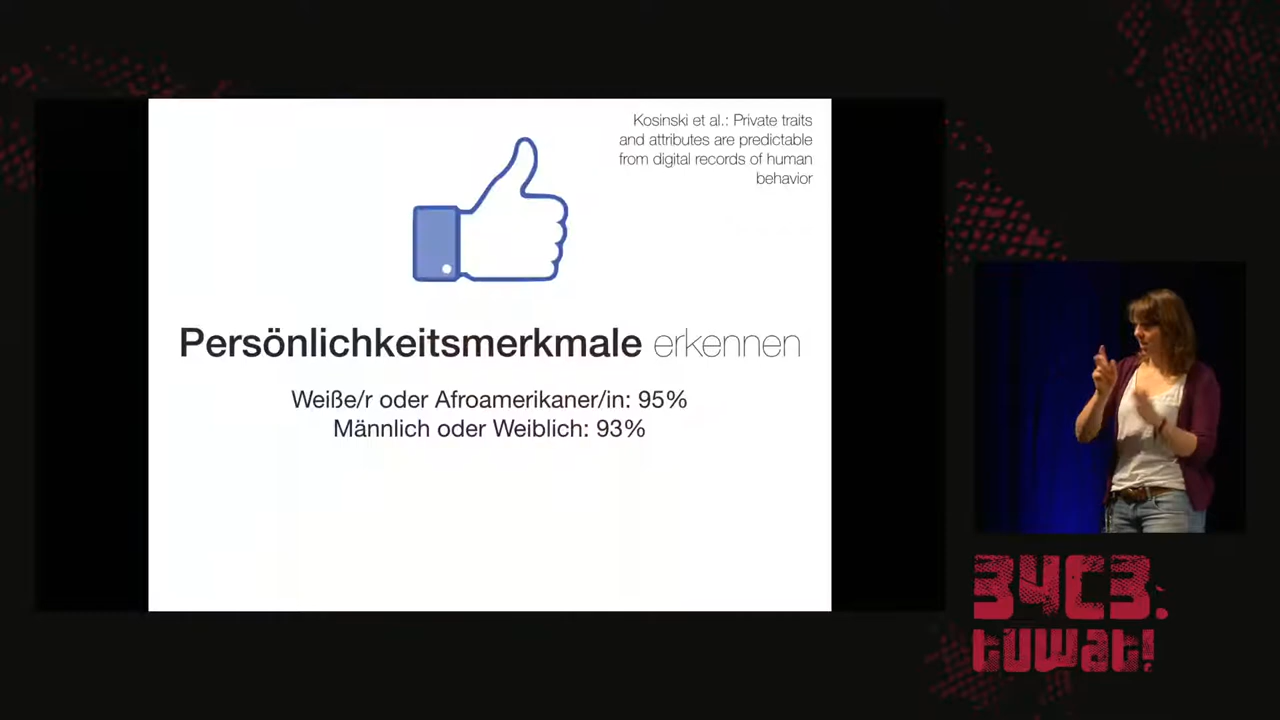 Kosinski et al.: Private traits
and attributes are predictable
from digital records of human
behavior
Persönlichkeitsmerkmale erkennen
Weiße/r oder Afroamerikaner/in: 95%
Männlich oder Weiblich: 93%
34C3:
tuwat!